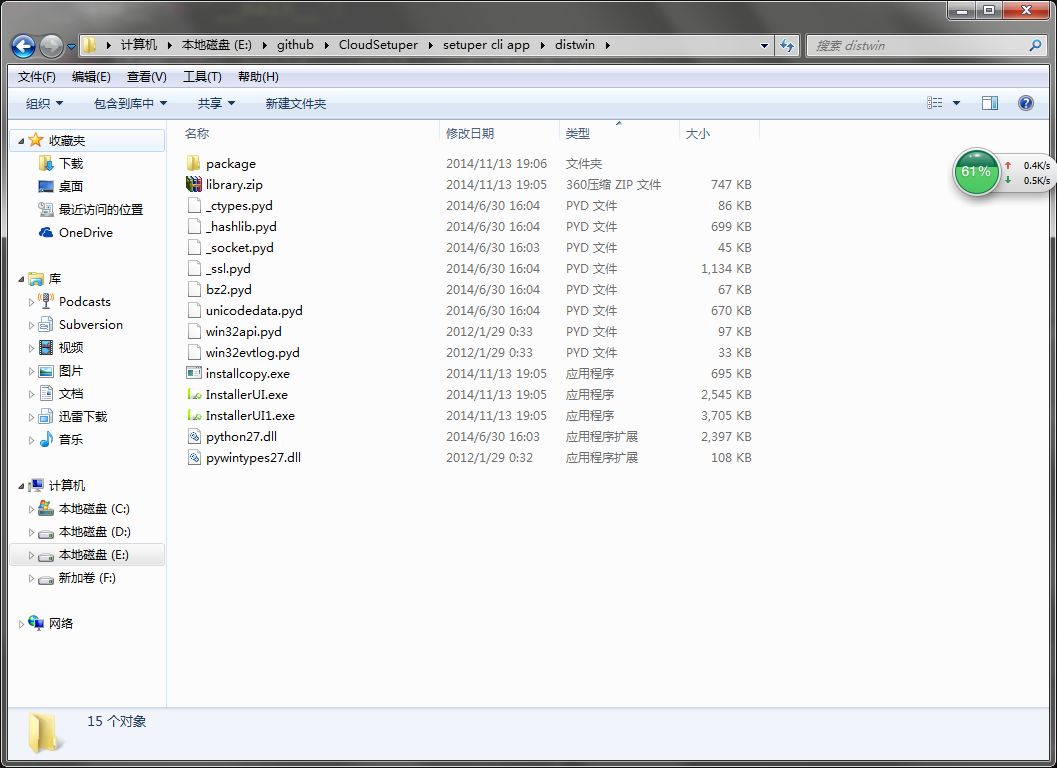 计算机 本地磁盘 (E:) github CloudSetuper setuper cli app distwin 搜索 distwin
文件(F) 编辑(E) 查看(V) 工具(T) 帮助(H)
组织 包含到库中 共享 新建文件夹
收藏夹
下载
桌面
最近访问的位置
OneDrive
库
Podcasts
Subversion
视频
图片
文档
迅雷下载
音乐
计算机
本地磁盘 (C:)
本地磁盘 (D:)
本地磁盘 (E:)
新加卷 (F:)
网络
名称 修改日期 类型 大小
package 2014/11/13 19:06 文件夹
library.zip 2014/11/13 19:05 360压缩 ZIP 文件 747 KB
_ctypes.pyd 2014/6/30 16:04 PYD 文件 86 KB
_hashlib.pyd 2014/6/30 16:04 PYD 文件 699 KB
_socket.pyd 2014/6/30 16:03 PYD 文件 45 KB
_ssl.pyd 2014/6/30 16:04 PYD 文件 1,134 KB
bz2.pyd 2014/6/30 16:04 PYD 文件 67 KB
unicodedata.pyd 2014/6/30 16:04 PYD 文件 670 KB
win32api.pyd 2012/1/29 0:33 PYD 文件 97 KB
win32evtlog.pyd 2012/1/29 0:33 PYD 文件 33 KB
installcopy.exe 2014/11/13 19:05 应用程序 695 KB
InstallerUI.exe 2014/11/13 19:05 应用程序 2,545 KB
InstallerUI1.exe 2014/11/13 19:05 应用程序 3,705 KB
python27.dll 2014/6/30 16:03 应用程序扩展 2,397 KB
pywintypes27.dll 2012/1/29 0:32 应用程序扩展 108 KB
61%
0.4K/s
0.5K/s
15 个对象